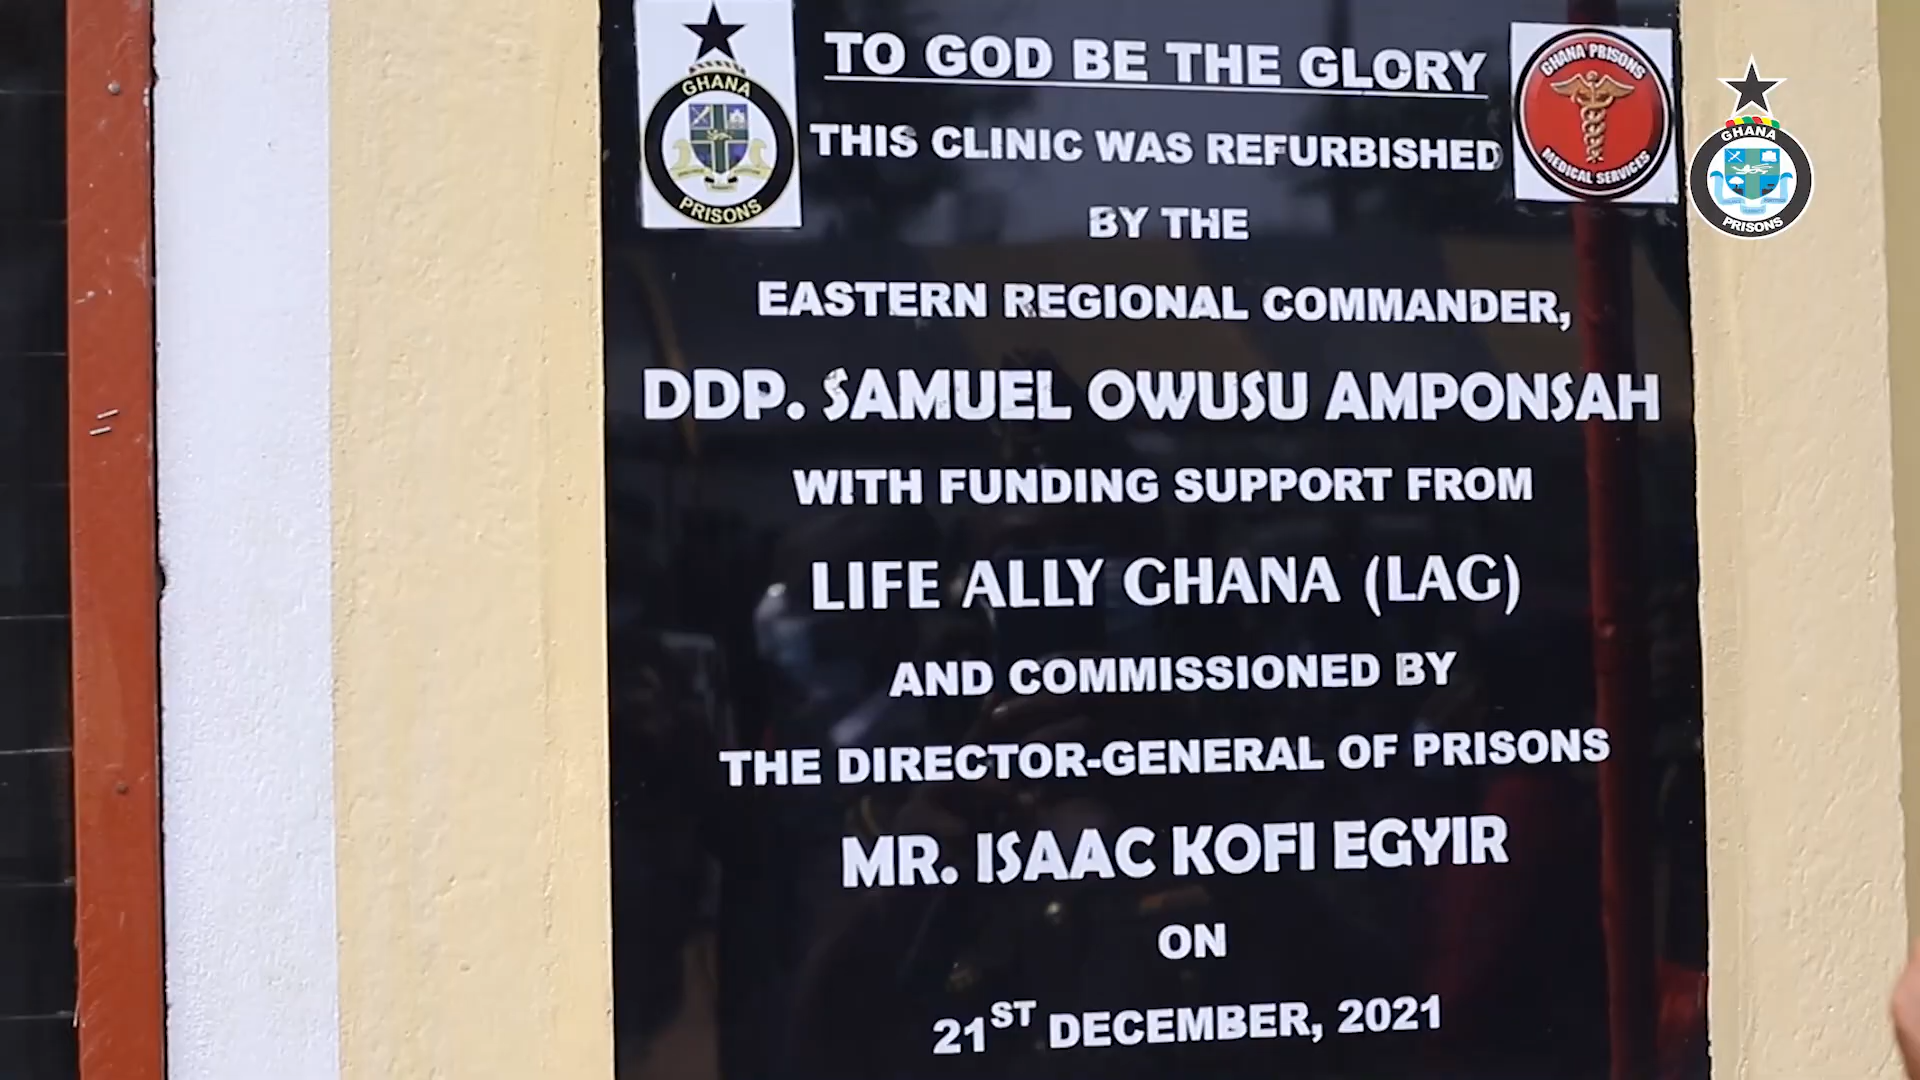 GHANA
PRISONS
TO GOD BE THE GLORY
GHANA PRISONS
MEDICAL SERVICES
GHANA
PRISONS
THIS CLINIC WAS REFURBISHED
BY THE
EASTERN REGIONAL COMMANDER,
DDP. SAMUEL OWUSU AMPONSAH
WITH FUNDING SUPPORT FROM
LIFE ALLY GHANA (LAG)
AND COMMISSIONED BY
THE DIRECTOR-GENERAL OF PRISONS
MR. ISAAC KOFI EGYIR
ON
21ST DECEMBER, 2021